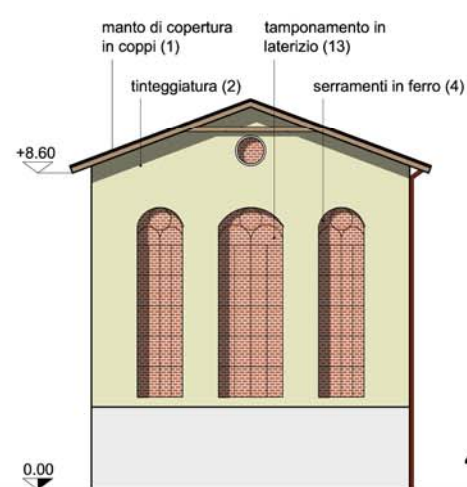 manto di copertura
in coppi (1)
tamponamento in
laterizio (13)
tinteggiatura (2)
serramenti in ferro (4)
+8.60
0.00